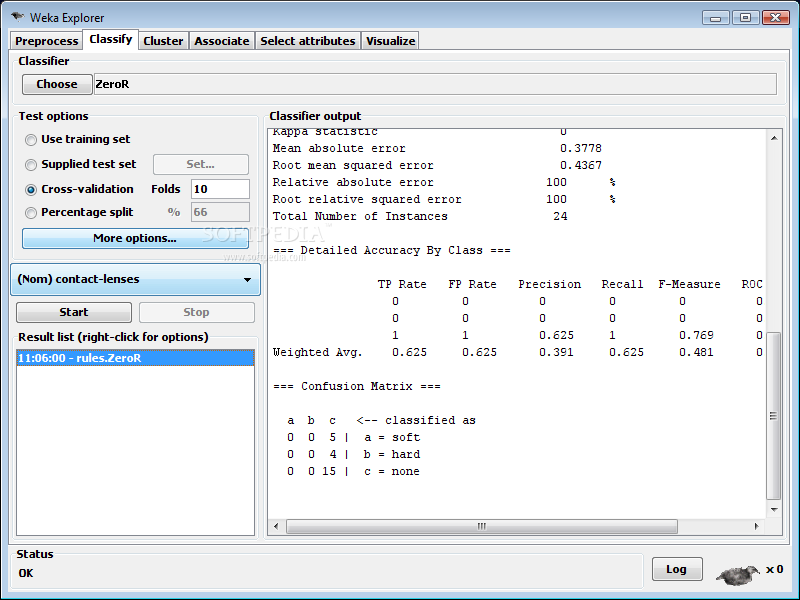 Weka Explorer
Preprocess Classify Cluster Associate Select attributes Visualize
Classifier
Choose ZeroR
Test options
Use training set
Supplied test set Set...
Cross-validation Folds 10
Percentage split % 66
More options...
(Nom) contact-lenses
Start Stop
Result list (right-click for options)
11:06:00 - rules.ZeroR
Classifier output
Kappa statistic 0
Mean absolute error 0.3778
Root mean squared error 0.4367
Relative absolute error 100 %
Root relative squared error 100 %
Total Number of Instances 24
=== Detailed Accuracy By Class ===
TP Rate FP Rate Precision Recall F-Measure ROC
0 0 0 0 0 0
0 0 0 0 0 0
1 1 0.625 1 0.769 0
Weighted Avg. 0.625 0.625 0.391 0.625 0.481 0
=== Confusion Matrix ===
a b c <-- classified as
0 0 5 | a = soft
0 0 4 | b = hard
0 0 15 | c = none
SOFTPEDIA
www.softpedia.com
Status
OK
Log x 0